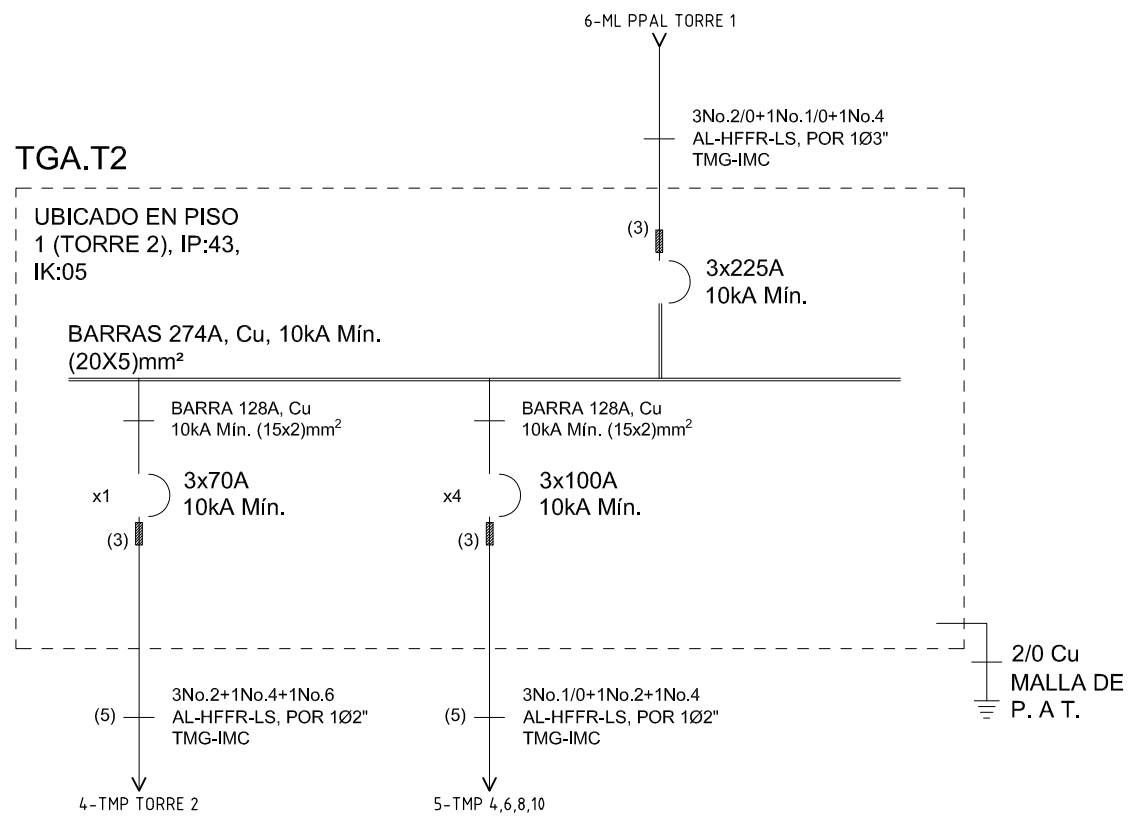 6-ML PPAL TORRE 1
3No.2/0+1No.1/0+1No.4
AL-HFFR-LS, POR 1Ø3"
TMG-IMC
TGA.T2
UBICADO EN PISO
1 (TORRE 2), IP:43,
IK:05
(3)
3x225A
10kA Mín.
BARRAS 274A, Cu, 10kA Mín.
(20X5)mm²
BARRA 128A, Cu
10kA Mín. (15x2)mm²
x1
3x70A
10kA Mín.
(3)
BARRA 128A, Cu
10kA Mín. (15x2)mm²
x4
3x100A
10kA Mín.
(3)
2/0 Cu
MALLA DE
P. A T.
(5)
3No.2+1No.4+1No.6
AL-HFFR-LS, POR 1Ø2"
TMG-IMC
4-TMP TORRE 2
(5)
3No.1/0+1No.2+1No.4
AL-HFFR-LS, POR 1Ø2"
TMG-IMC
5-TMP 4,6,8,10